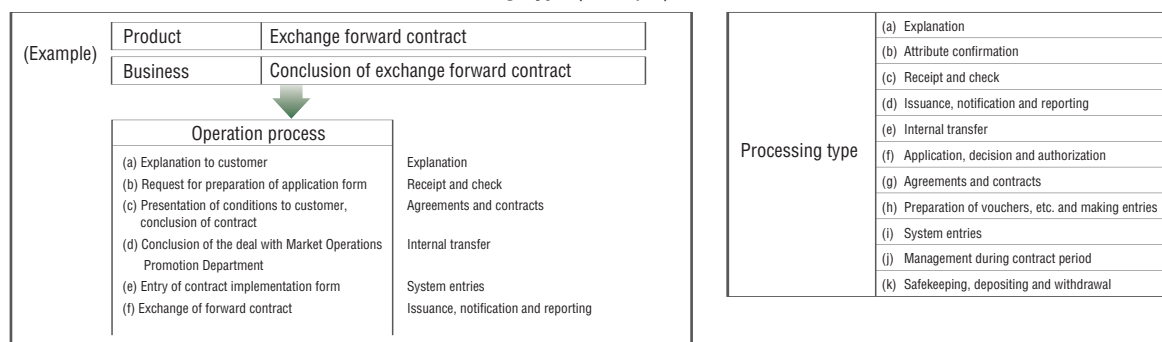 (Example)
Product Exchange forward contract
Business Conclusion of exchange forward contract
Operation process
(a) Explanation to customer Explanation
(b) Request for preparation of application form Receipt and check
(c) Presentation of conditions to customer, Agreements and contracts
conclusion of contract
(d) Conclusion of the deal with Market Operations Internal transfer
Promotion Department
(e) Entry of contract implementation form System entries
(f) Exchange of forward contract Issuance, notification and reporting
Processing type
(a) Explanation
(b) Attribute confirmation
(c) Receipt and check
(d) Issuance, notification and reporting
(e) Internal transfer
(f) Application, decision and authorization
(g) Agreements and contracts
(h) Preparation of vouchers, etc. and making entries
(i) System entries
(j) Management during contract period
(k) Safekeeping, depositing and withdrawal